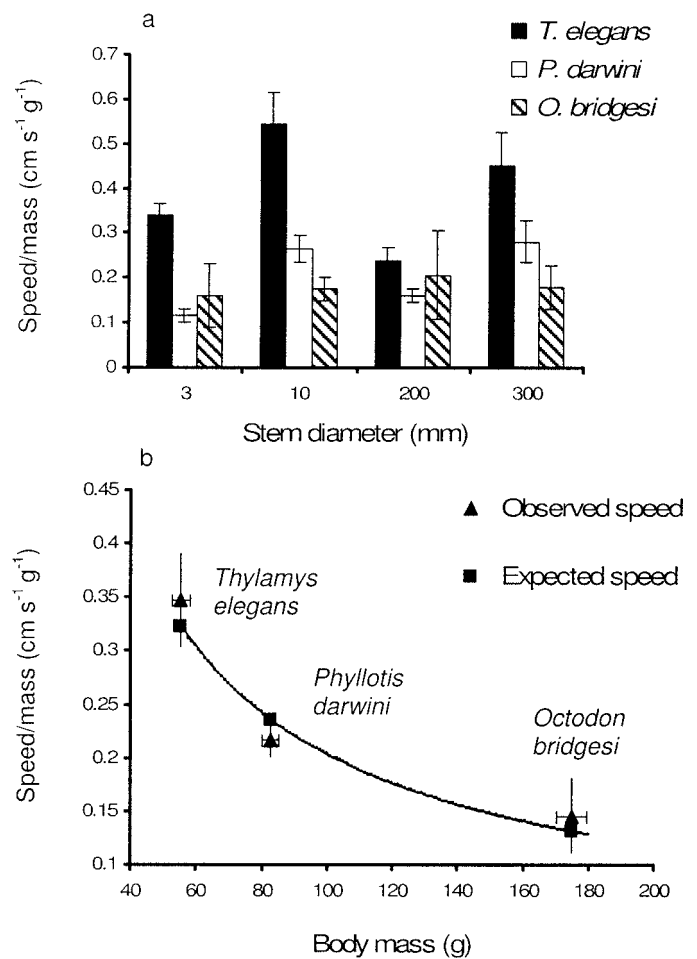 a
T. elegans
P. darwini
O. bridgesi
0.7
0.6
0.5
0.4
0.3
0.2
0.1
0
Speed/mass (cm s⁻¹ g⁻¹)
3 10 200 300
Stem diameter (mm)
b
0.45
0.4
0.35
0.3
0.25
0.2
0.15
0.1
Speed/mass (cm s⁻¹ g⁻¹)
Observed speed
Expected speed
Thylamys
elegans
Phyllotis
darwini
Octodon
bridgesi
40 60 80 100 120 140 160 180 200
Body mass (g)